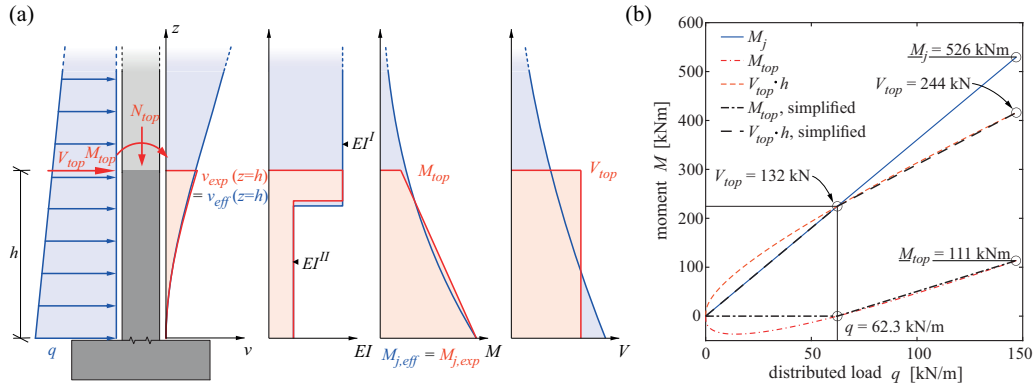 (a)
z
N_top
V_top M_top
v_exp (z=h)
= v_eff (z=h)
h
q
v
EI^I
EI^II
EI
M_top
M_j,eff = M_j,exp
M
V_top
V
(b)
600
500
400
300
200
100
0
-100
moment M [kNm]
M_j
M_top
V_top·h
M_top, simplified
V_top·h, simplified
M_j = 526 kNm
V_top = 244 kN
V_top = 132 kN
M_top = 111 kNm
q = 62.3 kN/m
0
50
100
150
distributed load q [kN/m]